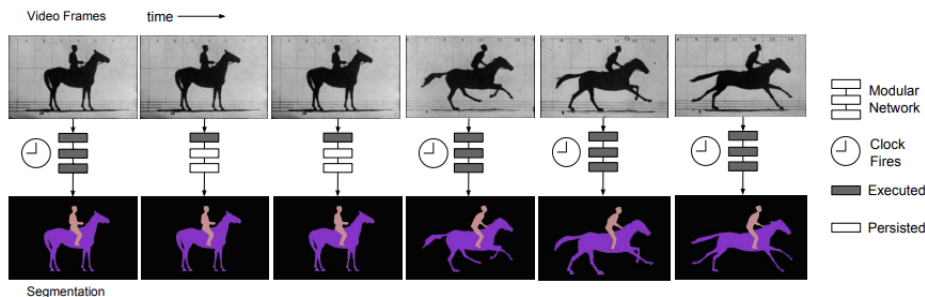 Video Frames
time
Modular
Network
Clock
Fires
Executed
Persisted
Segmentation